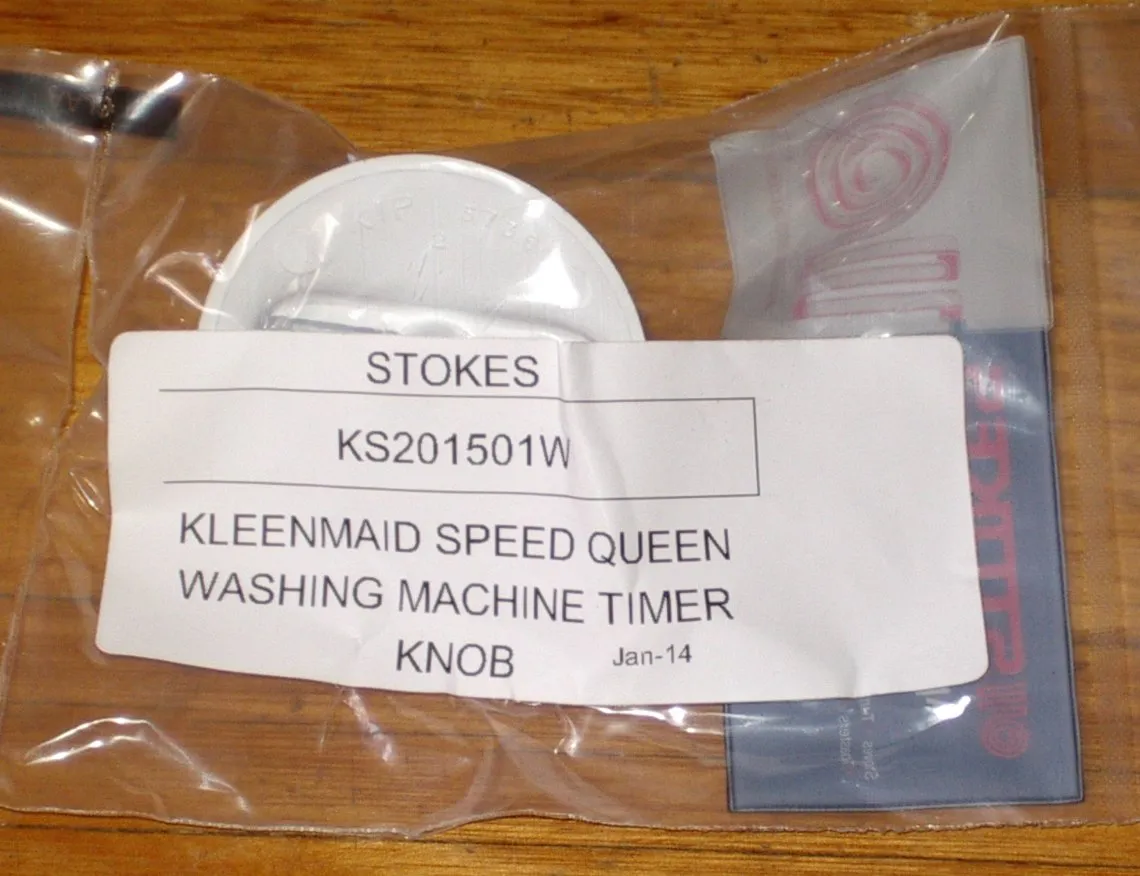 STOKES
KS201501W
KLEENMAID SPEED QUEEN
WASHING MACHINE TIMER
KNOB Jan-14